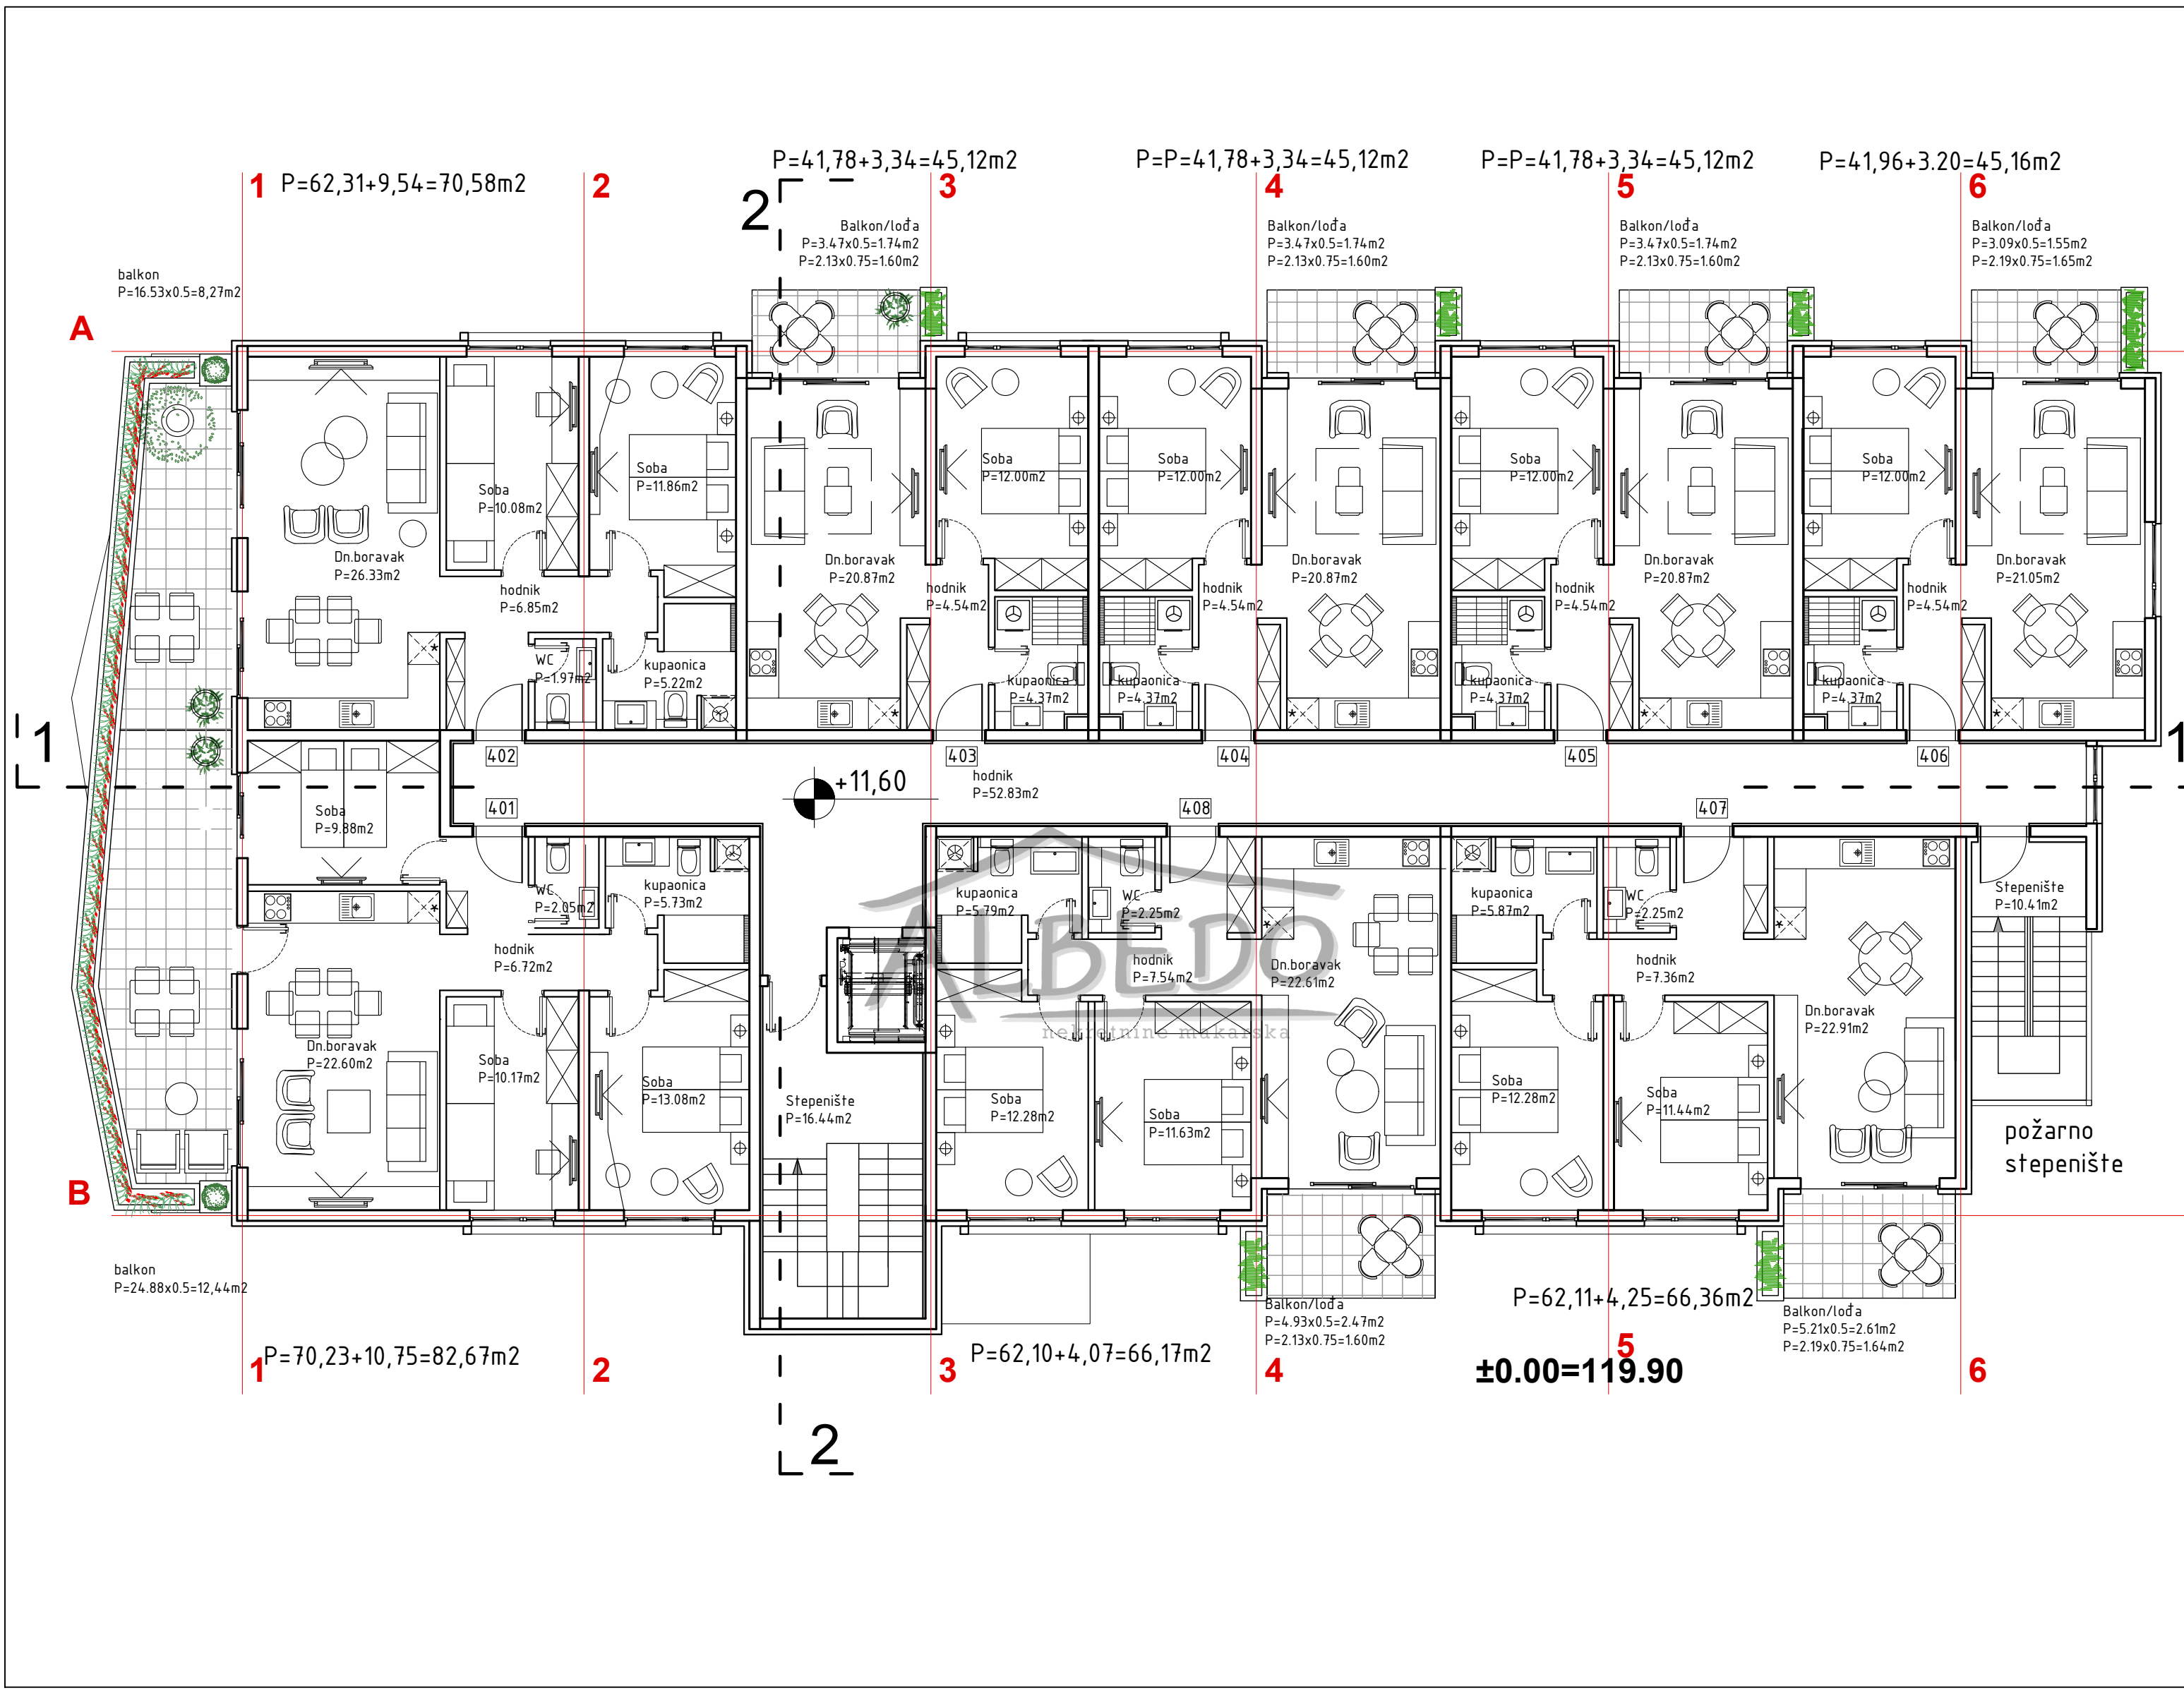 P=62,31+9,54=70,58m2
P=41,78+3,34=45,12m2
P=P=41,78+3,34=45,12m2
P=P=41,78+3,34=45,12m2
P=41,96+3.20=45,16m2
1
2
3
4
5
6
2
Balkon/lođa
P=3.47x0.5=1.74m2
P=2.13x0.75=1.60m2
Balkon/lođa
P=3.47x0.5=1.74m2
P=2.13x0.75=1.60m2
Balkon/lođa
P=3.47x0.5=1.74m2
P=2.13x0.75=1.60m2
Balkon/lođa
P=3.09x0.5=1.55m2
P=2.19x0.75=1.65m2
balkon
P=16.53x0.5=8,27m2
A
Dn.boravak
P=26.33m2
Soba
P=10.08m2
Soba
P=11.86m2
hodnik
P=6.85m2
WC
P=1.97m2
kupaonica
P=5.22m2
Dn.boravak
P=20.87m2
Soba
P=12.00m2
hodnik
P=4.54m2
kupaonica
P=4.37m2
Soba
P=12.00m2
hodnik
P=4.54m2
kupaonica
P=4.37m2
Dn.boravak
P=20.87m2
Soba
P=12.00m2
hodnik
P=4.54m2
kupaonica
P=4.37m2
Dn.boravak
P=20.87m2
Soba
P=12.00m2
hodnik
P=4.54m2
kupaonica
P=4.37m2
Dn.boravak
P=21.05m2
1
1
402
403
404
405
406
+11,60
hodnik
P=52.83m2
401
408
407
Soba
P=9.88m2
WC
P=2.05m2
kupaonica
P=5.73m2
hodnik
P=6.72m2
Dn.boravak
P=22.60m2
Soba
P=10.17m2
Soba
P=13.08m2
Stepenište
P=16.44m2
kupaonica
P=5.79m2
WC
P=2.25m2
hodnik
P=7.54m2
Dn.boravak
P=22.61m2
Soba
P=12.28m2
Soba
P=11.63m2
kupaonica
P=5.87m2
WC
P=2.25m2
hodnik
P=7.36m2
Dn.boravak
P=22.91m2
Soba
P=12.28m2
Soba
P=11.44m2
Stepenište
P=10.41m2
ALBEDO
nekretnine makarska
požarno
stepenište
B
balkon
P=24.88x0.5=12,44m2
Balkon/lođa
P=4.93x0.5=2.47m2
P=2.13x0.75=1.60m2
P=62,11+4,25=66,36m2
Balkon/lođa
P=5.21x0.5=2.61m2
P=2.19x0.75=1.64m2
P=70,23+10,75=82,67m2
P=62,10+4,07=66,17m2
±0.00=119.90
1
2
3
4
5
6
2